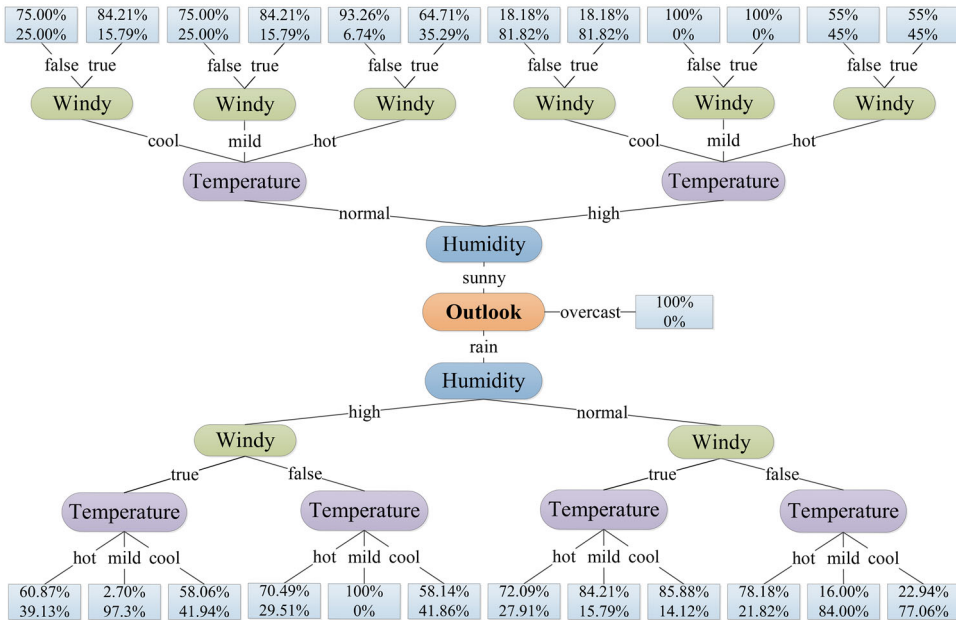 75.00% 84.21% 75.00% 84.21% 93.26% 64.71% 18.18% 18.18% 100% 100% 55% 55%
25.00% 15.79% 25.00% 15.79% 6.74% 35.29% 81.82% 81.82% 0% 0% 45% 45%
false true false true false true false true false true false true
Windy Windy Windy Windy Windy Windy
cool mild hot cool mild hot
Temperature Temperature
normal high
Humidity
sunny
Outlook overcast 100%
0%
rain
Humidity
high normal
Windy Windy
true false true false
Temperature Temperature Temperature Temperature
hot mild cool hot mild cool hot mild cool hot mild cool
60.87% 2.70% 58.06% 70.49% 100% 58.14% 72.09% 84.21% 85.88% 78.18% 16.00% 22.94%
39.13% 97.3% 41.94% 29.51% 0% 41.86% 27.91% 15.79% 14.12% 21.82% 84.00% 77.06%